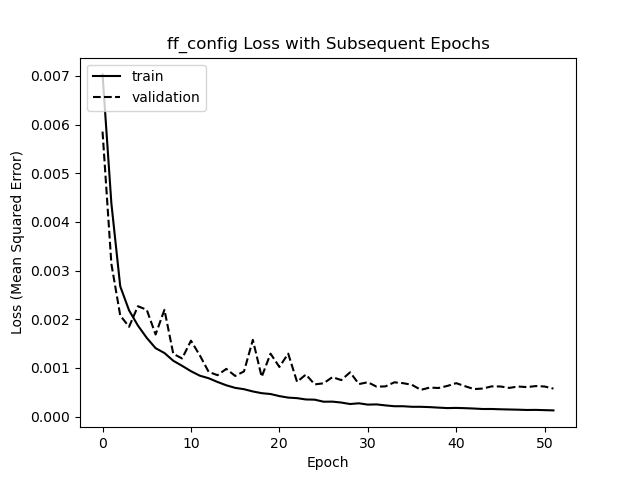 ff_config Loss with Subsequent Epochs
train
validation
0.007
0.006
0.005
0.004
0.003
0.002
0.001
0.000
Loss (Mean Squared Error)
0 10 20 30 40 50
Epoch